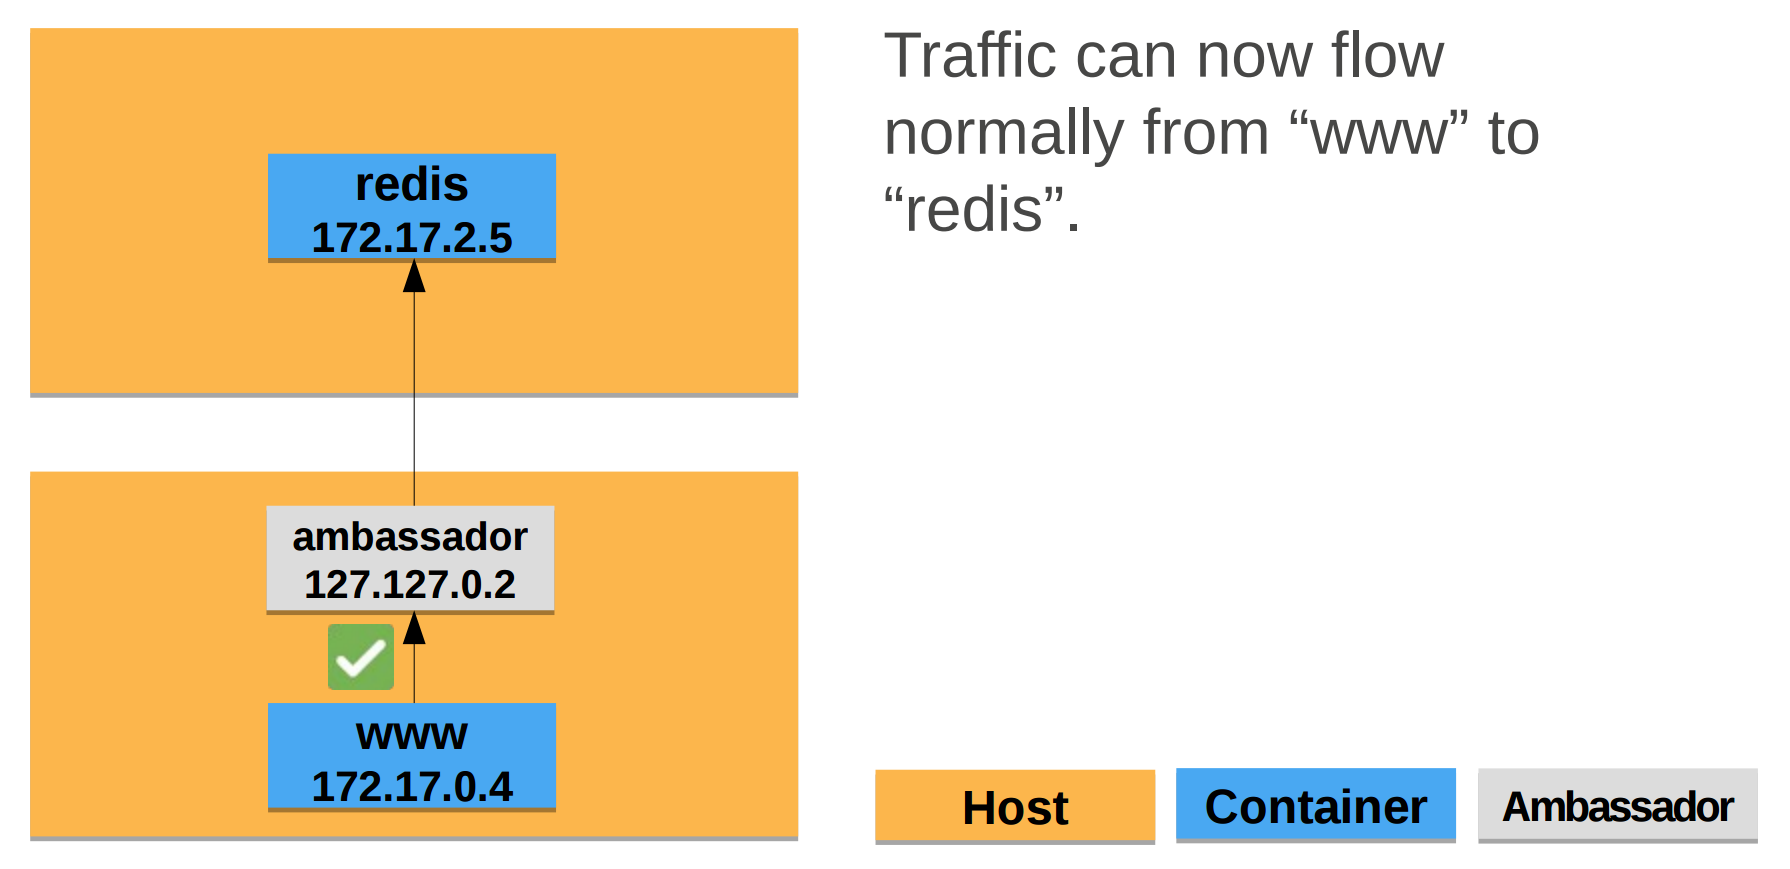 redis
172.17.2.5
ambassador
127.127.0.2
www
172.17.0.4
Traffic can now flow
normally from “www” to
“redis”.
Host
Container
Ambassador